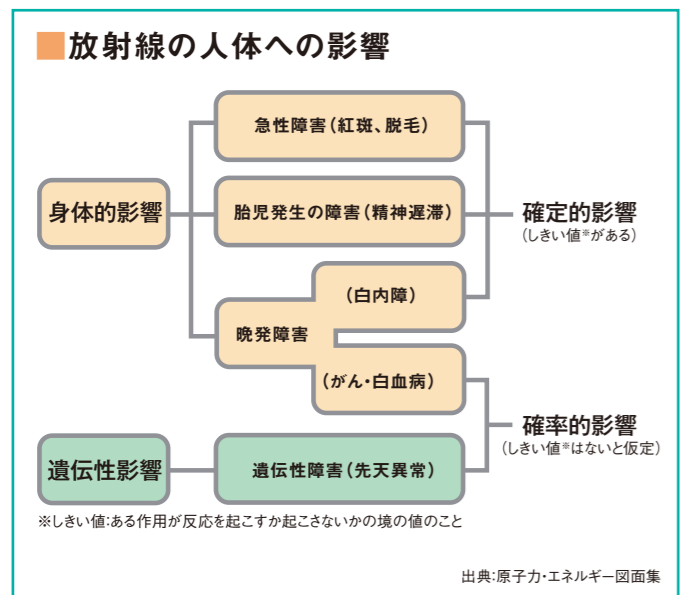 ■放射線の人体への影響
急性障害(紅斑、脱毛)
身体的影響
胎児発生の障害(精神遅滞)
確定的影響
(しきい値※がある)
(白内障)
晩発障害
(がん・白血病)
確率的影響
(しきい値※はないと仮定)
遺伝性影響
遺伝性障害(先天異常)
※しきい値:ある作用が反応を起こすか起こさないかの境の値のこと
出典:原子力・エネルギー図面集